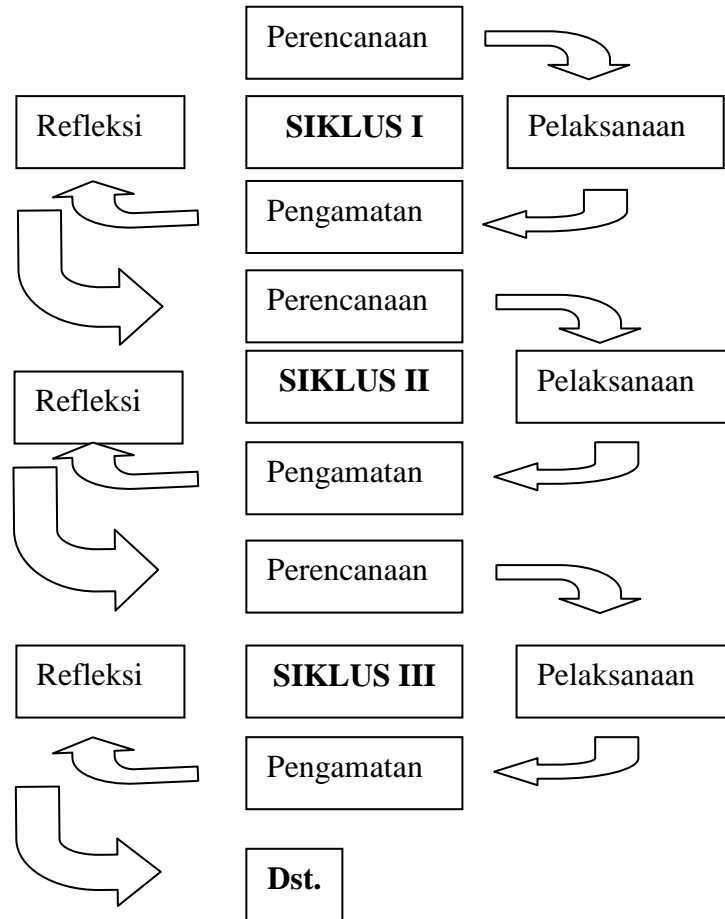 Perencanaan
Refleksi
SIKLUS I
Pelaksanaan
Pengamatan
Perencanaan
Refleksi
SIKLUS II
Pelaksanaan
Pengamatan
Perencanaan
Refleksi
SIKLUS III
Pelaksanaan
Pengamatan
Dst.